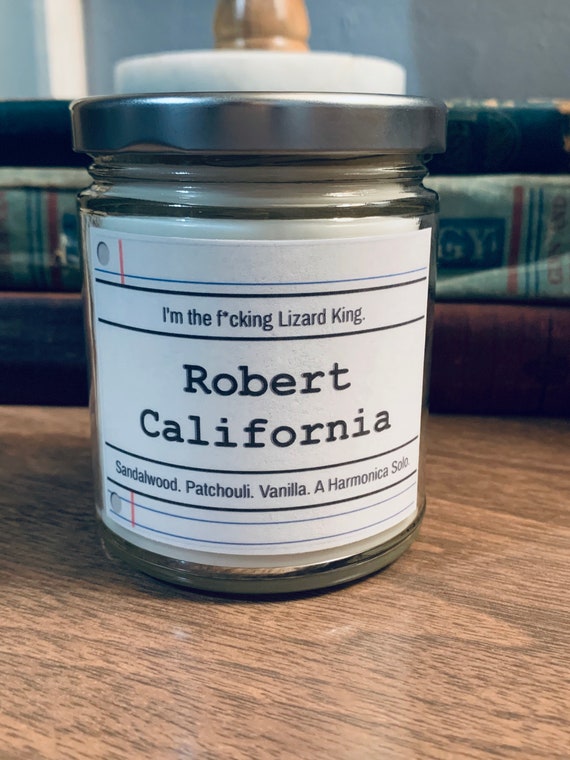 I'm the f*cking Lizard King.
Robert
California
Sandalwood. Patchouli. Vanilla. A Harmonica Solo.